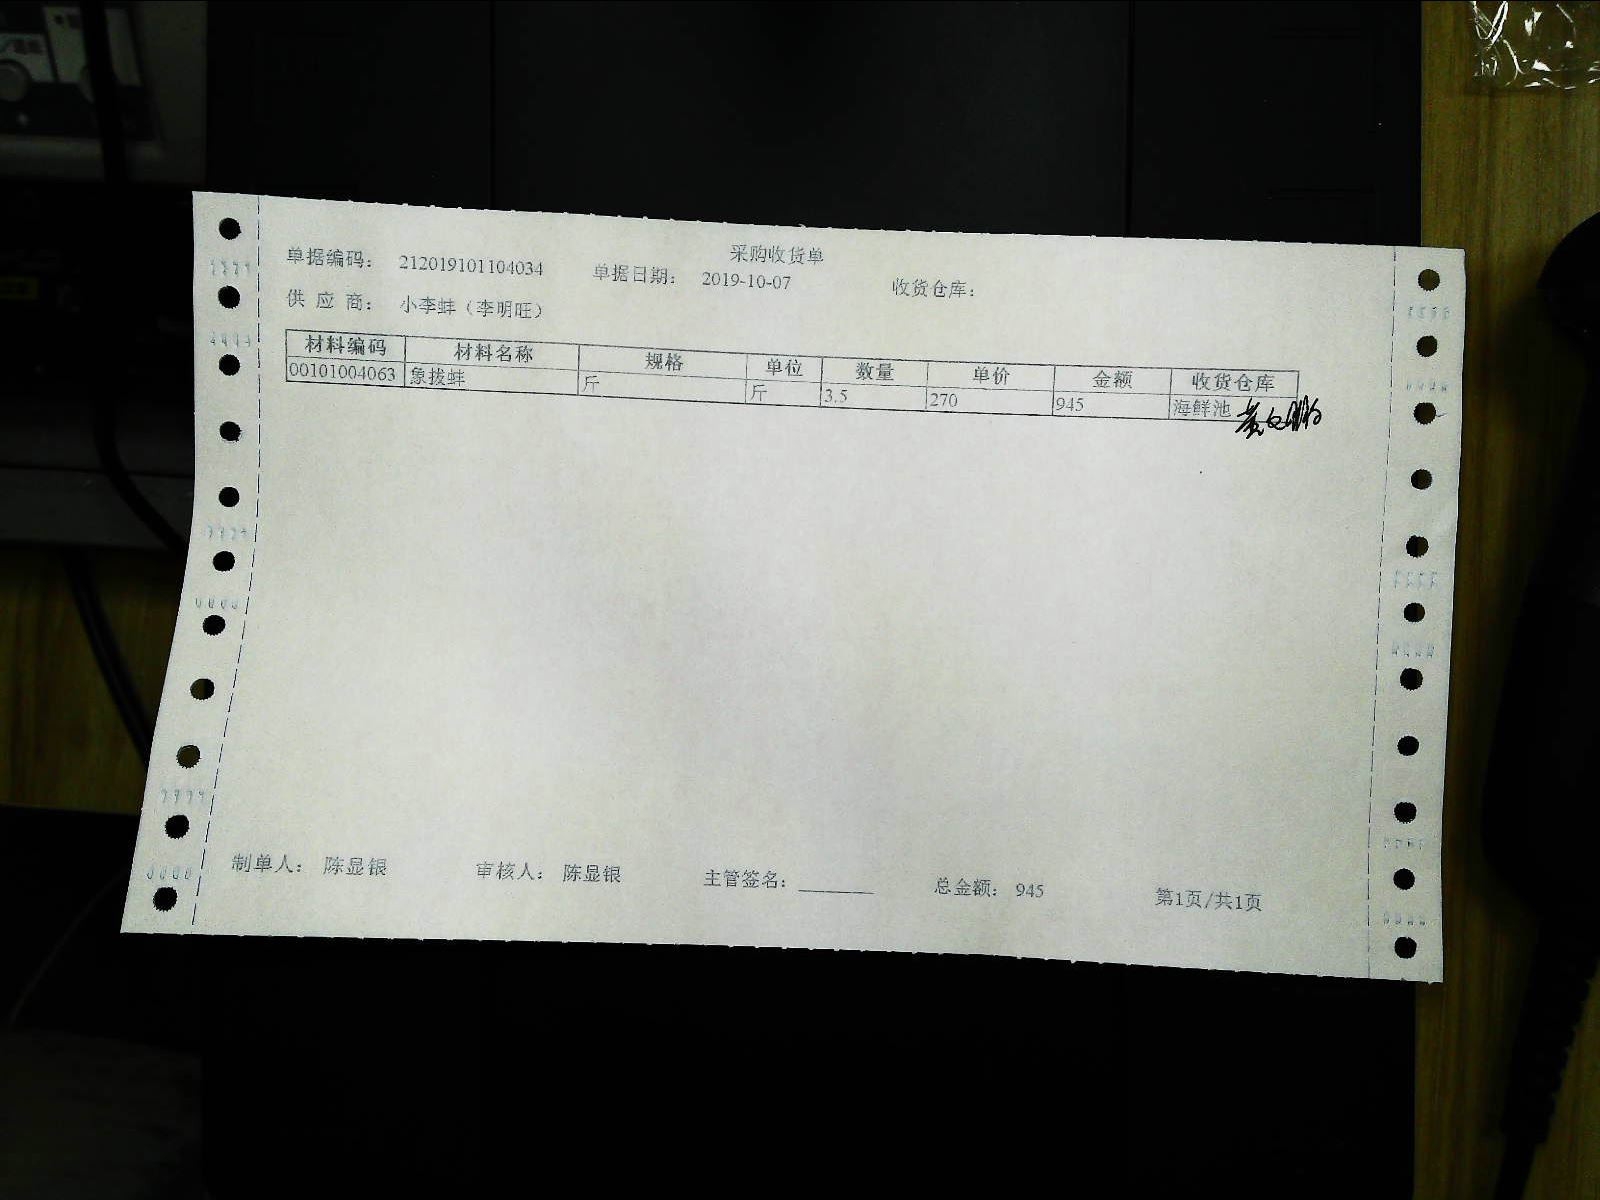 采购收货单
单据编码： 212019101104034 单据日期： 2019-10-07 收货仓库：
供 应 商： 小李蚌（李明旺）
材料编码 材料名称 规格 单位 数量 单价 金额 收货仓库
00101004063 象拔蚌 斤 斤 3.5 270 945 海鲜池
制单人： 陈显银 审核人： 陈显银 主管签名：________ 总金额： 945 第1页/共1页